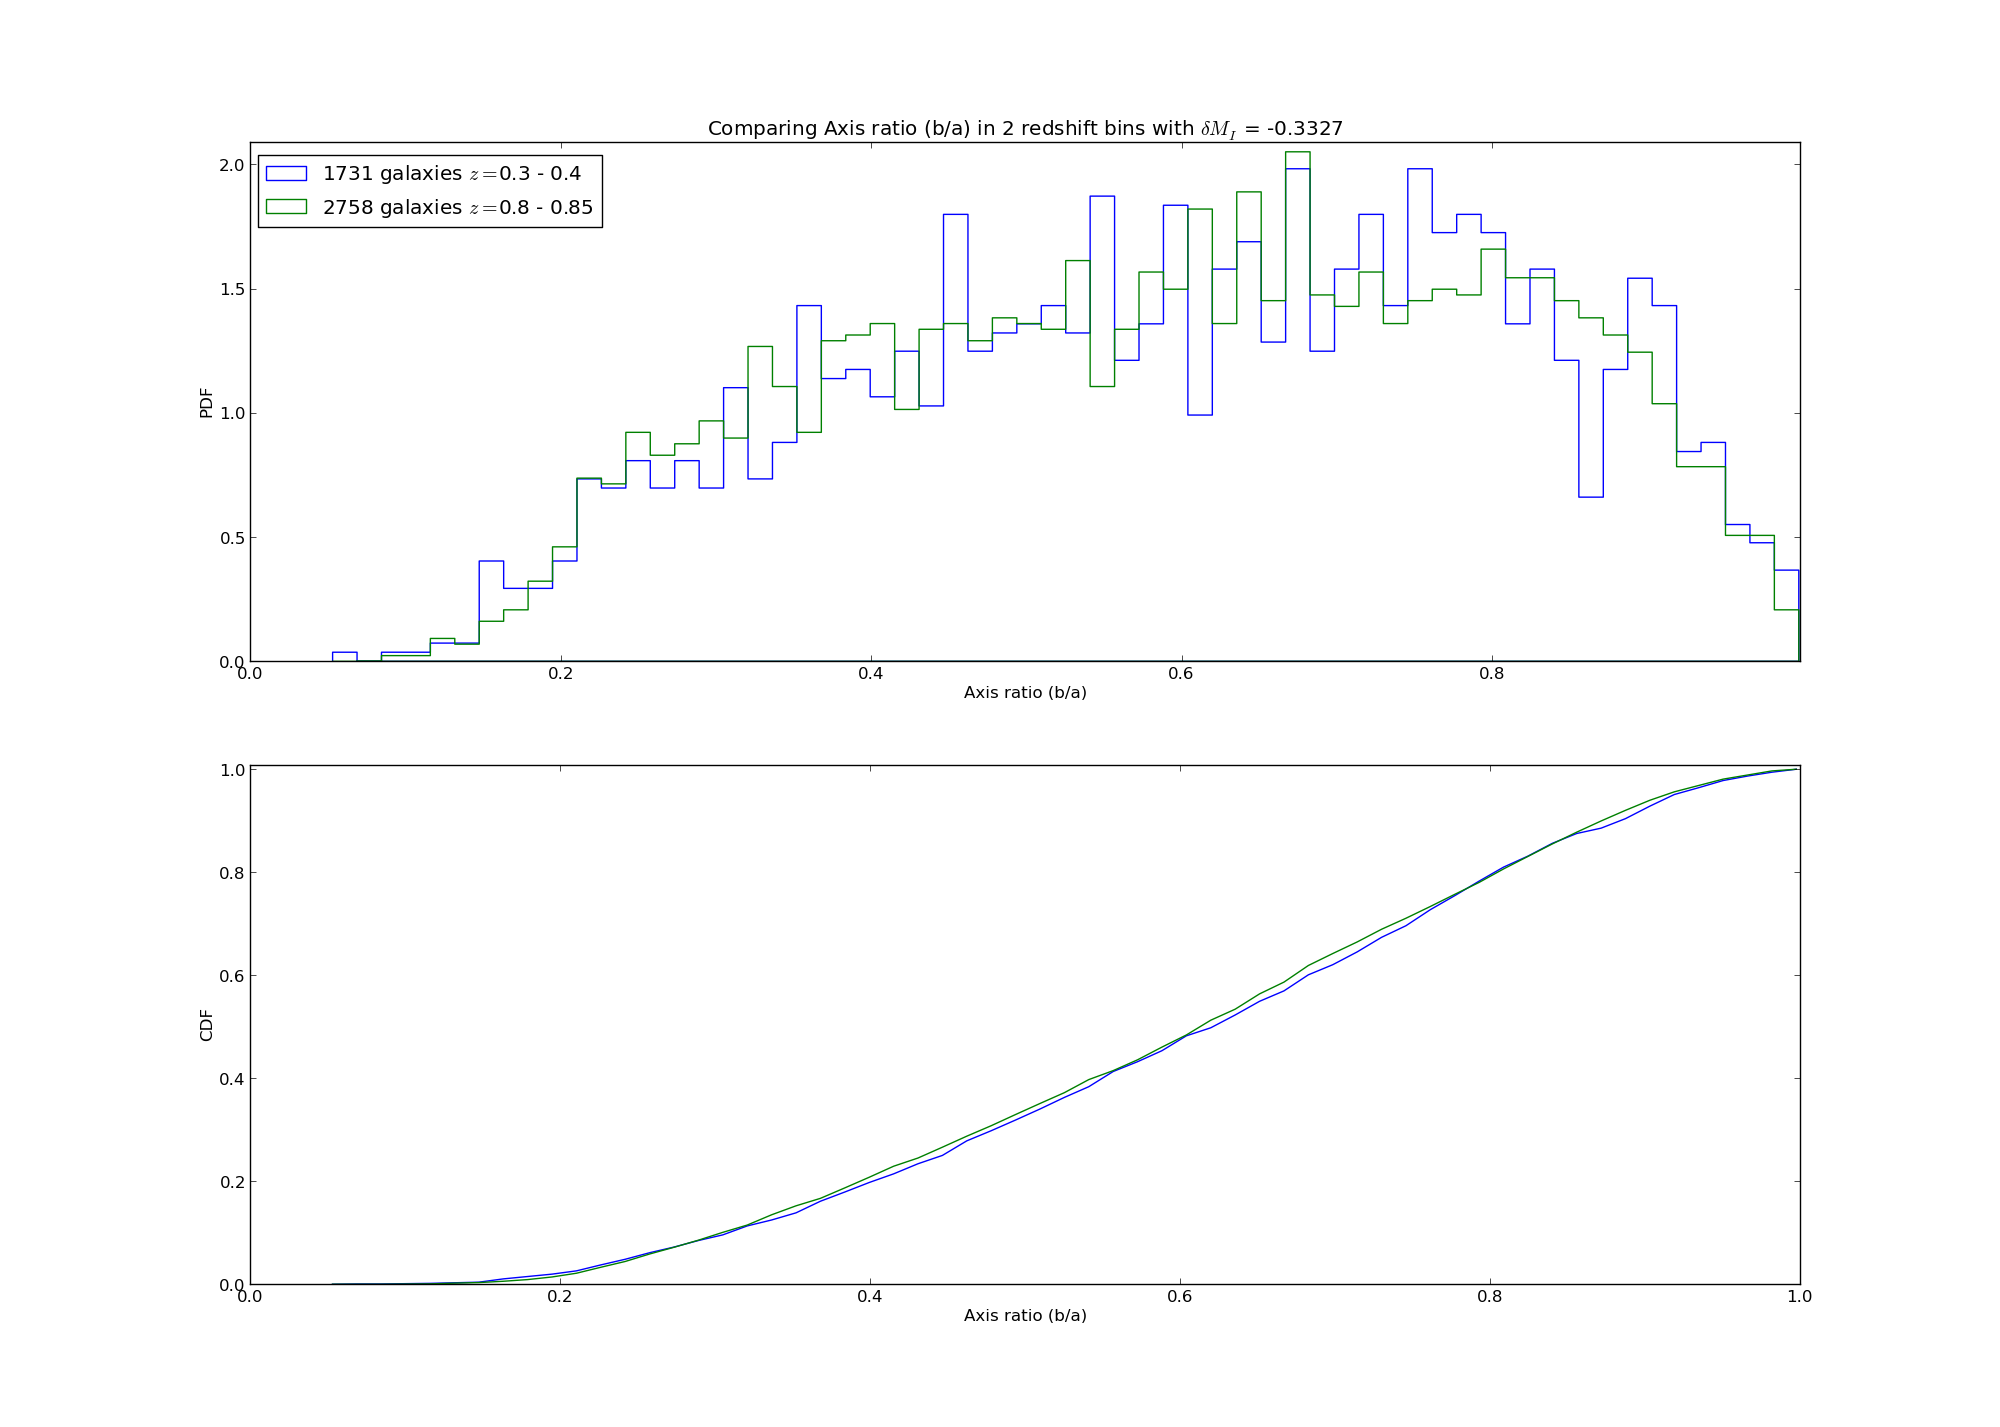 Comparing Axis ratio (b/a) in 2 redshift bins with δM_I = -0.3327
1731 galaxies z=0.3 - 0.4
2758 galaxies z=0.8 - 0.85
2.0
1.5
1.0
0.5
0.0
PDF
0.0 0.2 0.4 0.6 0.8
Axis ratio (b/a)
1.0
0.8
0.6
0.4
0.2
0.0
CDF
0.0 0.2 0.4 0.6 0.8 1.0
Axis ratio (b/a)